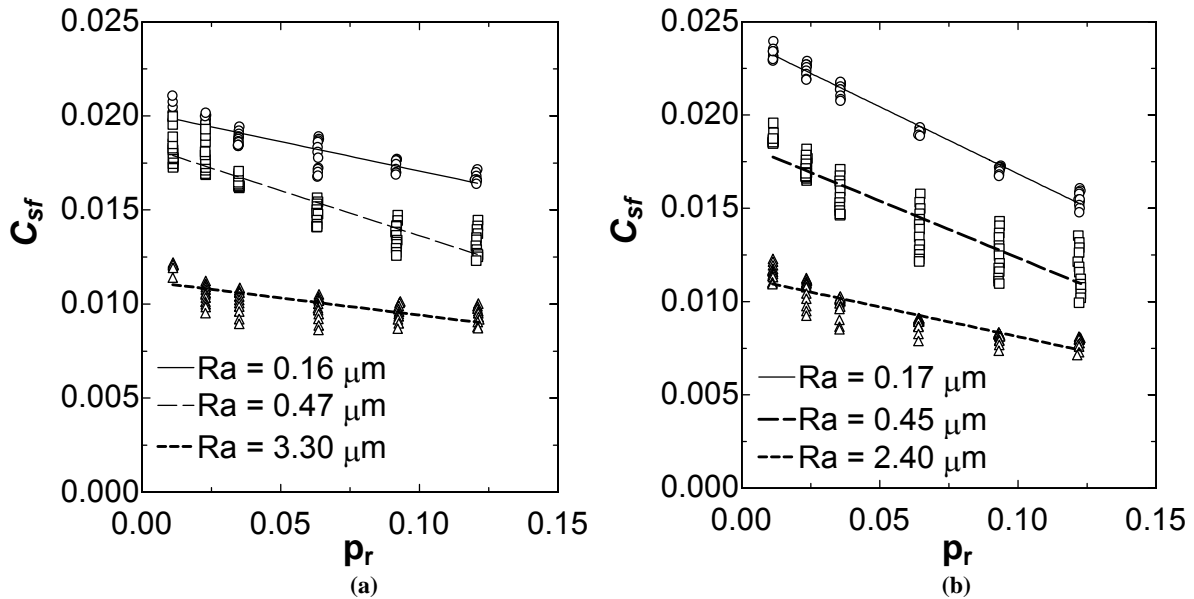 0.025
0.020
0.015
0.010
0.005
0.000
C_sf
Ra = 0.16 μm
Ra = 0.47 μm
Ra = 3.30 μm
0.00 0.05 0.10 0.15
p_r
(a)
0.025
0.020
0.015
0.010
0.005
0.000
C_sf
Ra = 0.17 μm
Ra = 0.45 μm
Ra = 2.40 μm
0.00 0.05 0.10 0.15
p_r
(b)